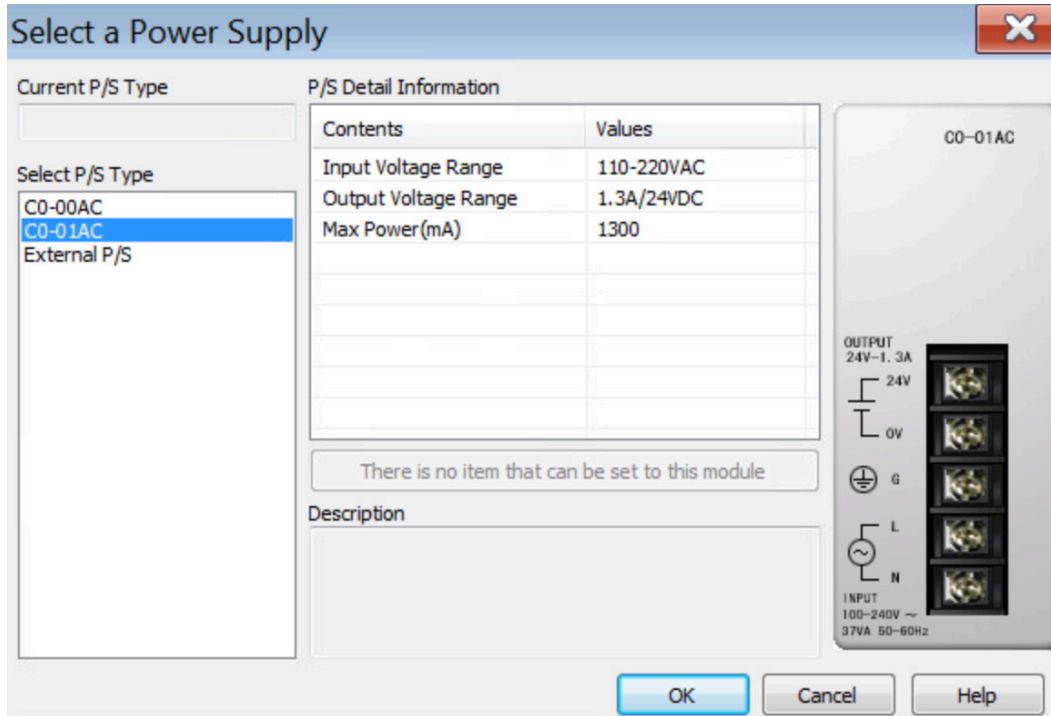 Select a Power Supply
Current P/S Type
Select P/S Type
C0-00AC
C0-01AC
External P/S
P/S Detail Information
Contents Values
Input Voltage Range 110-220VAC
Output Voltage Range 1.3A/24VDC
Max Power(mA) 1300
There is no item that can be set to this module
Description
C0-01AC
OUTPUT
24V-1.3A
24V
0V
G
L
N
INPUT
100-240V ~
37VA 50-60Hz
OK Cancel Help